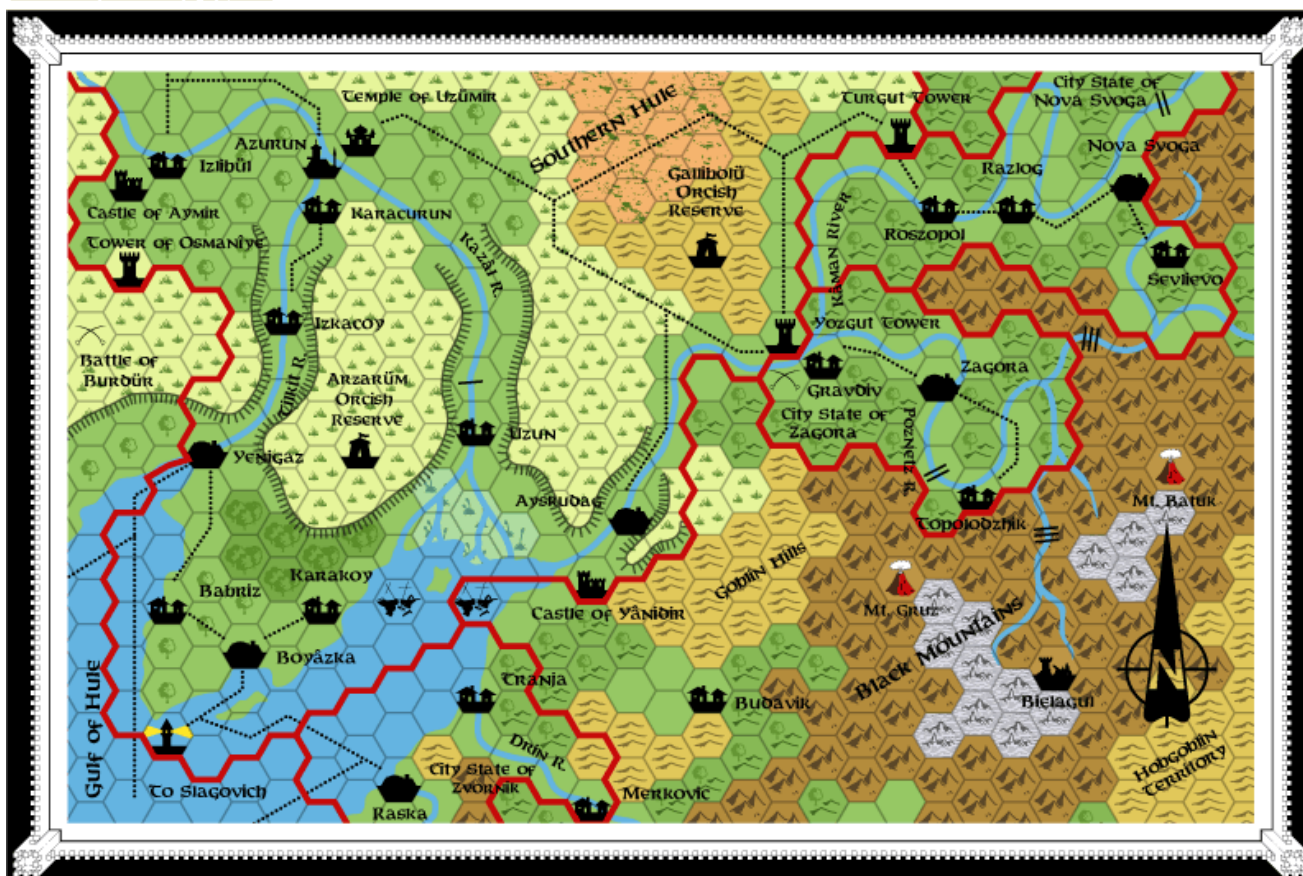 Temple of Uzümir
Southern Hule
Turgut Tower
City State of
Nova Svoga
Azurun
Izlibül
Nova Svoga
Razlog
Gallibolü
Orcish
Reserve
Castle of Aymir
Karacurun
Roszopol
Tower of Osmaniye
Kazâl R.
Kâman River
Sevlievo
Izkacoy
Yozgut Tower
Battle of
Burdür
Tilkit R.
Arzarüm
Orcish
Reserve
Gravdiv
Zagora
City State of
Zagora
Poznetz R.
Yenigaz
Uzun
Aysrudag
Mt. Batuk
Topolodzhik
Karakoy
Goblin Hills
Babriz
Castle of Yânidir
Mt. Gruz
Black Mountains
Boyâzka
Tranja
Budavik
Bielagul
N
Gulf of Hule
Drin R.
City State of
Zvornik
To Slagovich
Hobgoblin
Territory
Raska
Merkovic